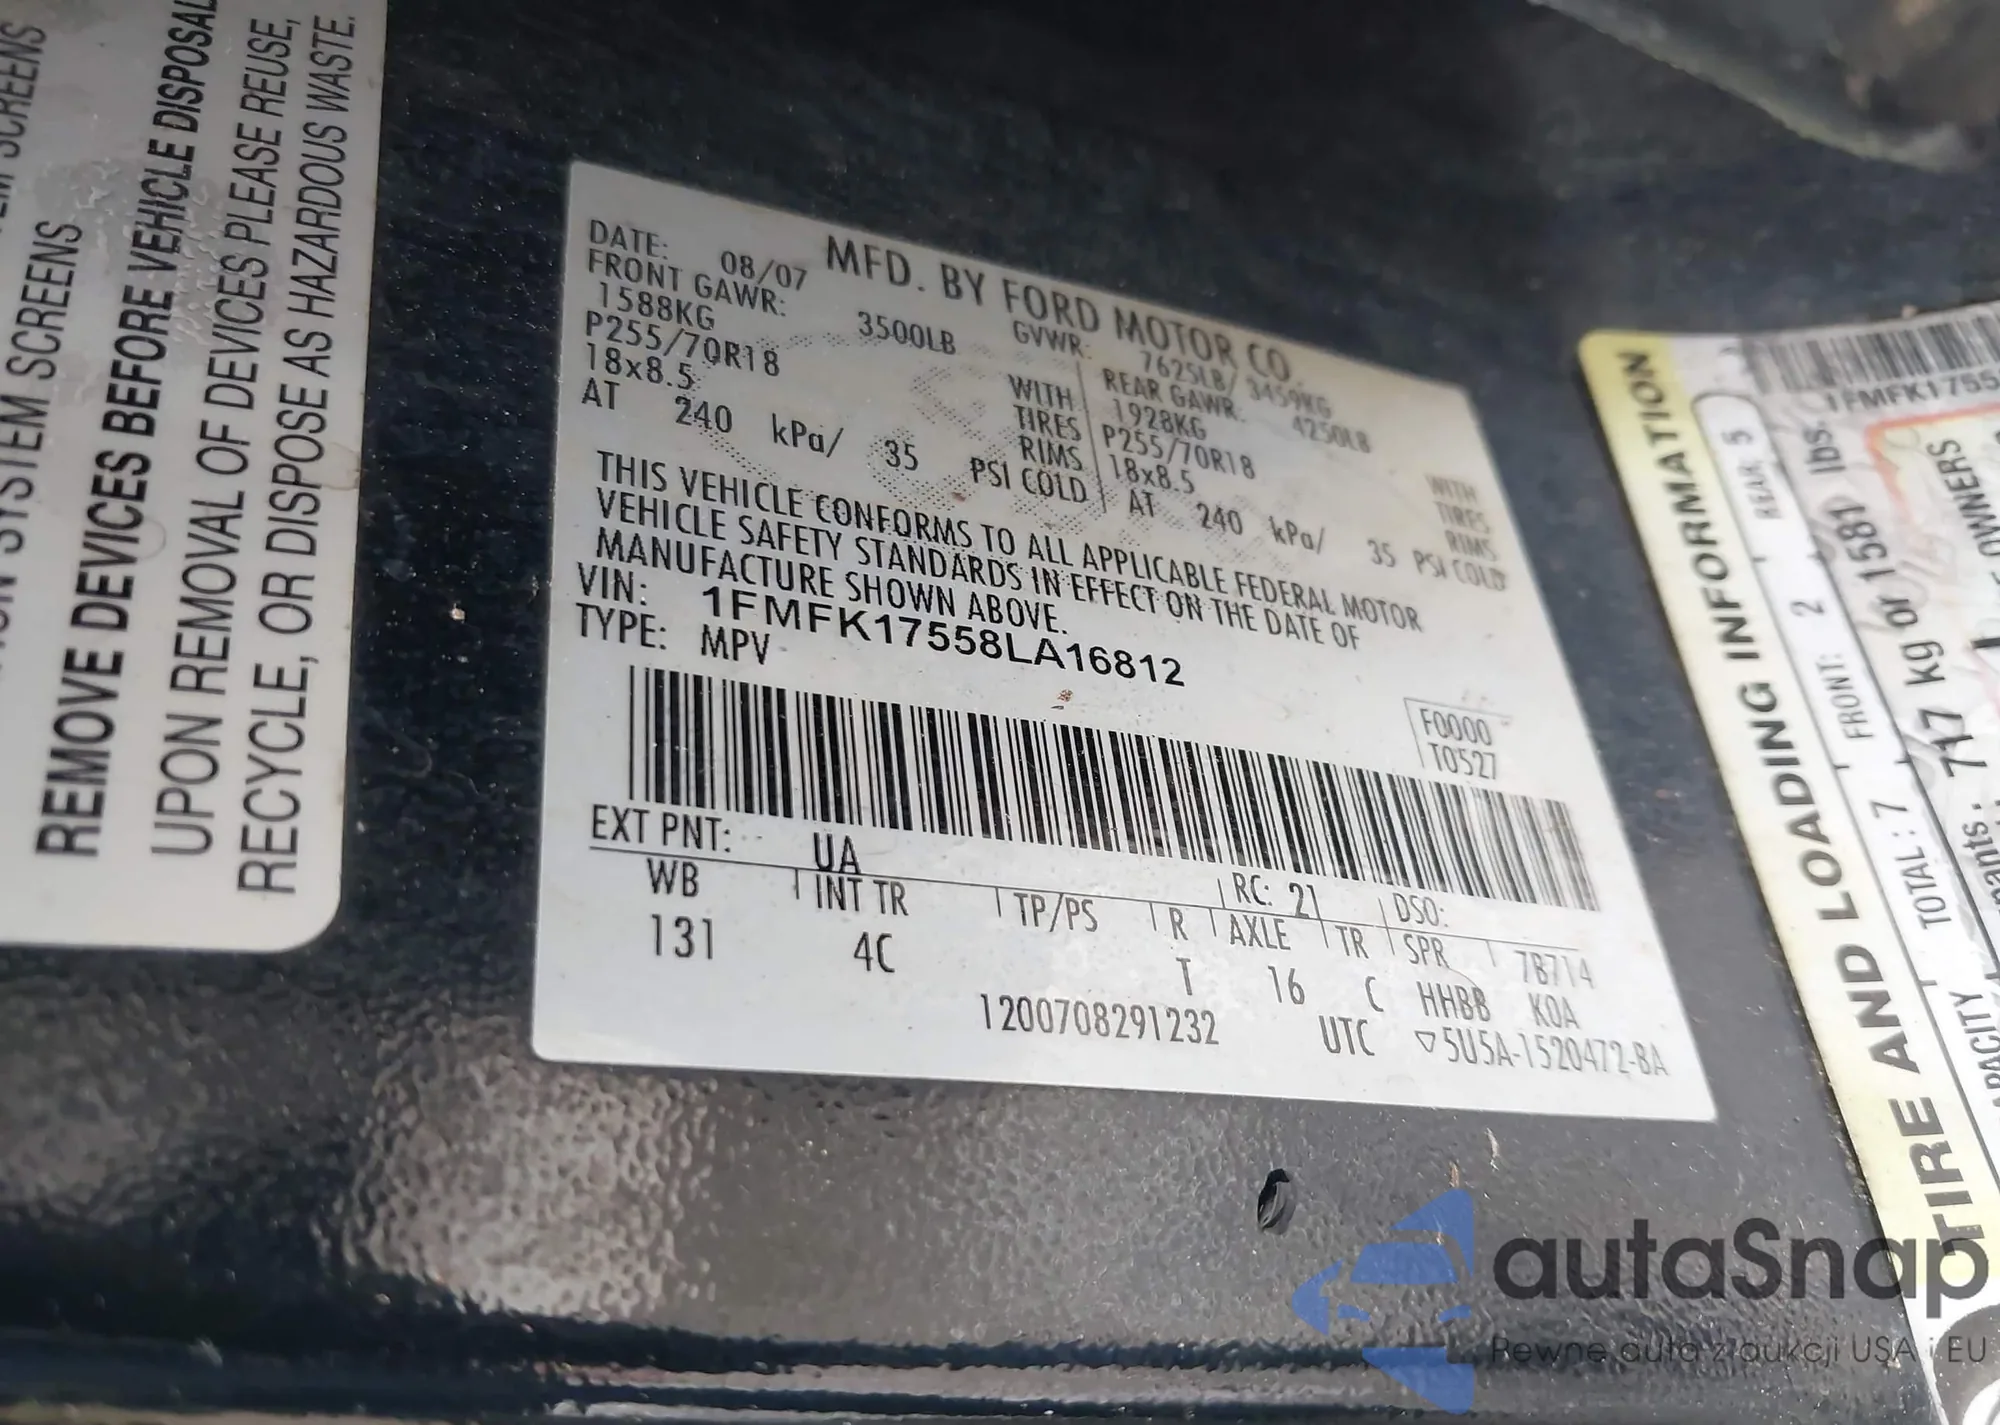 SYSTEM SCREENS
REMOVE DEVICES BEFORE VEHICLE DISPOSAL
UPON REMOVAL OF DEVICES PLEASE REUSE,
RECYCLE, OR DISPOSE AS HAZARDOUS WASTE.
MFD. BY FORD MOTOR CO.
DATE: 08/07 GVWR: 7625LB/ 3459KG
FRONT GAWR: 3500LB REAR GAWR: 4250LB
1588KG WITH 1928KG WITH
P255/70R18 TIRES P255/70R18 TIRES
18x8.5 RIMS 18x8.5 RIMS
AT 240 kPa/ 35 PSI COLD AT 240 kPa/ 35 PSI COLD
THIS VEHICLE CONFORMS TO ALL APPLICABLE FEDERAL MOTOR
VEHICLE SAFETY STANDARDS IN EFFECT ON THE DATE OF
MANUFACTURE SHOWN ABOVE.
VIN: 1FMFK17558LA16812
TYPE: MPV
F0000
T0527
EXT PNT: UA RC: 21 DSO:
WB INT TR TP/PS R AXLE TR SPR 7B714
131 4C T 16 C HHBB KOA
1200708291232 UTC ▽5U5A-1520472-BA
TIRE AND LOADING INFORMATION
1FMFK1755
TOTAL: 7 FRONT: 2 REAR 5
717 kg or 1581 lbs.
OWNERS
autaSnap
Pewne auta z aukcji USA i EU